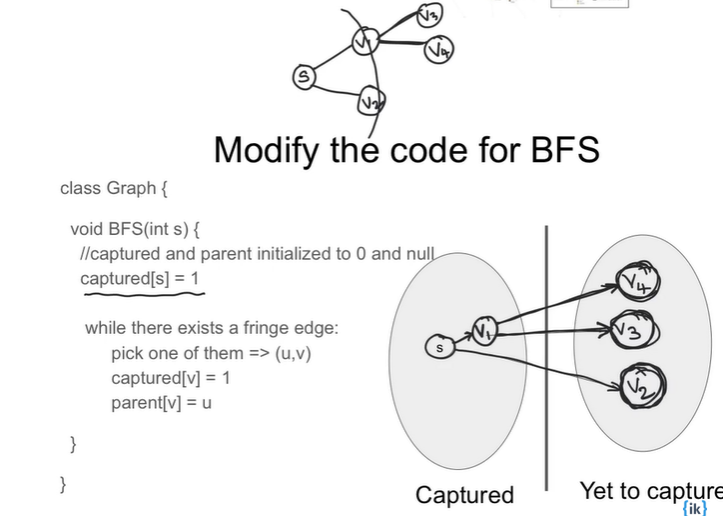 V3
V1
V4
S
V2
Modify the code for BFS
class Graph {
void BFS(int s) {
//captured and parent initialized to 0 and null
captured[s] = 1
while there exists a fringe edge:
pick one of them => (u,v)
captured[v] = 1
parent[v] = u
}
}
V4
V1
V3
s
V2
Captured
Yet to capture
{ik}